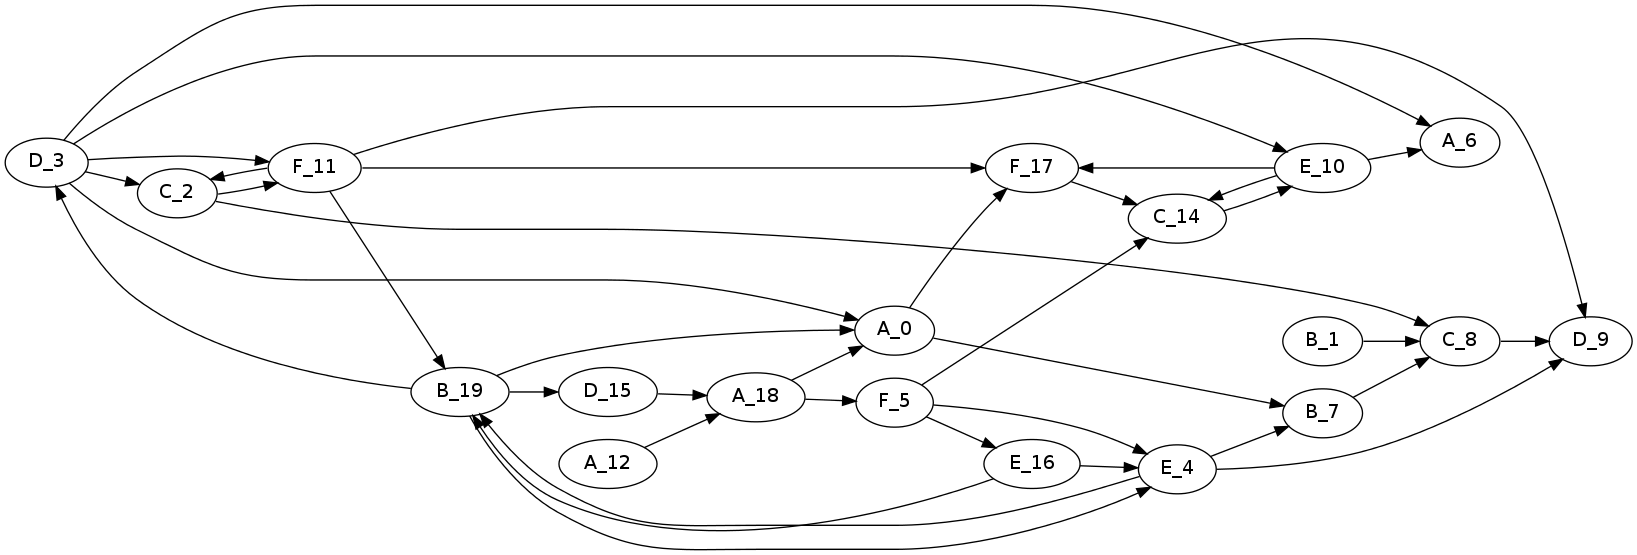 A_6
D_3
F_11
F_17
E_10
C_2
C_14
A_0
B_1
C_8
D_9
B_19
D_15
A_18
F_5
B_7
A_12
E_16
E_4